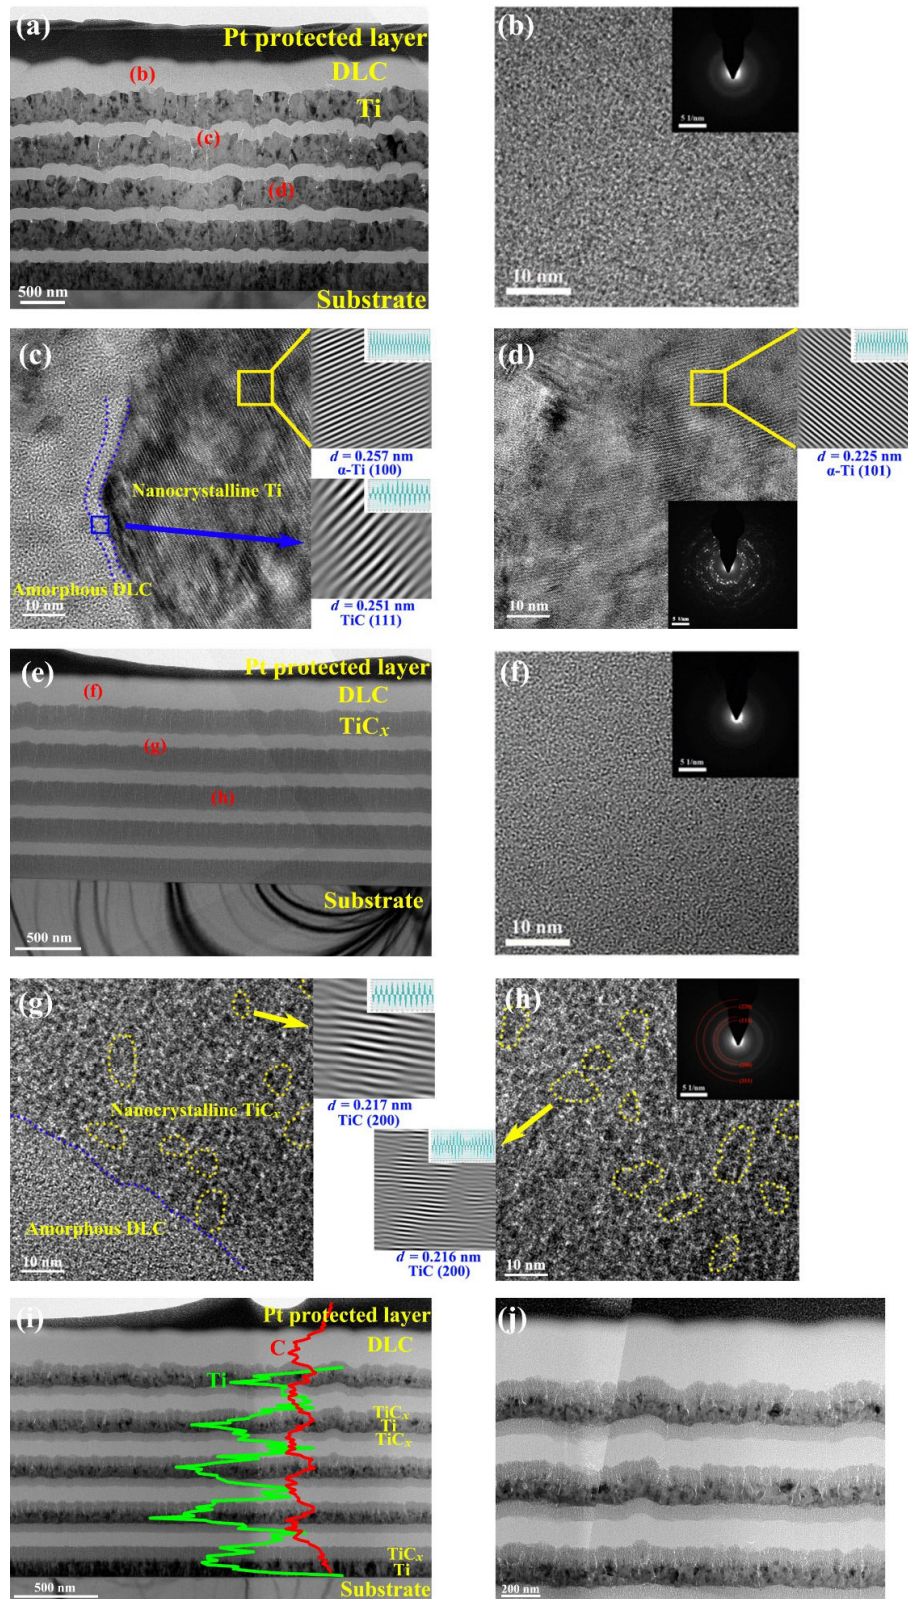 (a)
Pt protected layer
DLC
(b)
Ti
(c)
(d)
500 nm
Substrate
(b)
5 1/nm
10 nm
(c)
d = 0.257 nm
α-Ti (100)
Nanocrystalline Ti
Amorphous DLC
10 nm
d = 0.251 nm
TiC (111)
(d)
d = 0.225 nm
α-Ti (101)
10 nm
5 1/nm
(e)
Pt protected layer
(f)
DLC
TiCx
(g)
(h)
Substrate
500 nm
(f)
5 1/nm
10 nm
(g)
d = 0.217 nm
TiC (200)
Nanocrystalline TiCx
Amorphous DLC
10 nm
d = 0.216 nm
TiC (200)
(h)
5 1/nm
10 nm
(i)
Pt protected layer
C
DLC
Ti
TiCx
Ti
TiCx
TiCx
Ti
500 nm
Substrate
(j)
200 nm